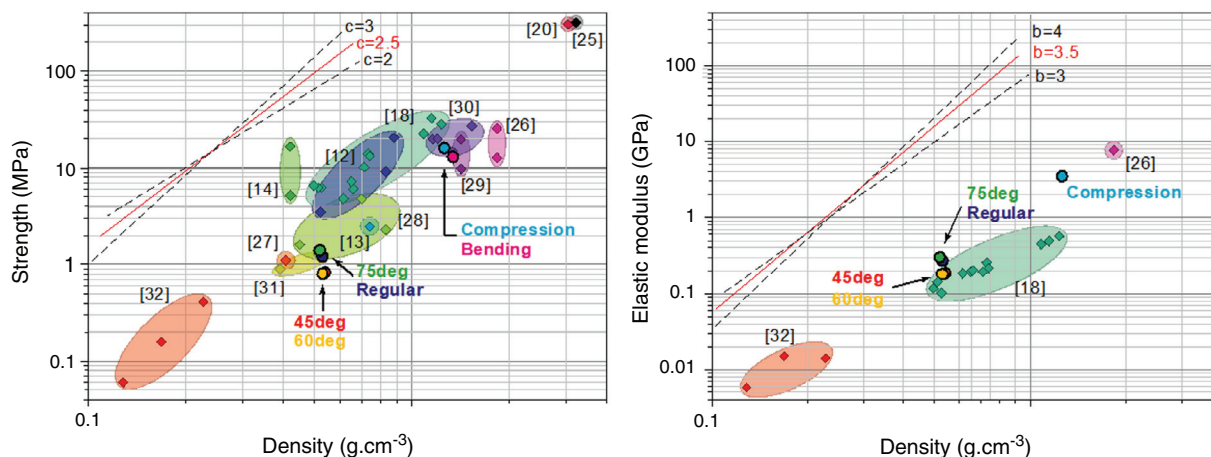 c=3
c=2.5
c=2
[20]
[25]
100
[18]
[30]
[26]
[12]
10
[14]
[29]
[28]
Compression
Bending
[27]
[13]
1
75deg
Regular
[31]
[32]
45deg
60deg
0.1
0.1
Strength (MPa)
Density (g.cm-3)
b=4
b=3.5
b=3
100
10
[26]
75deg
Regular
Compression
1
45deg
60deg
[18]
0.1
[32]
0.01
0.1
Elastic modulus (GPa)
Density (g.cm-3)